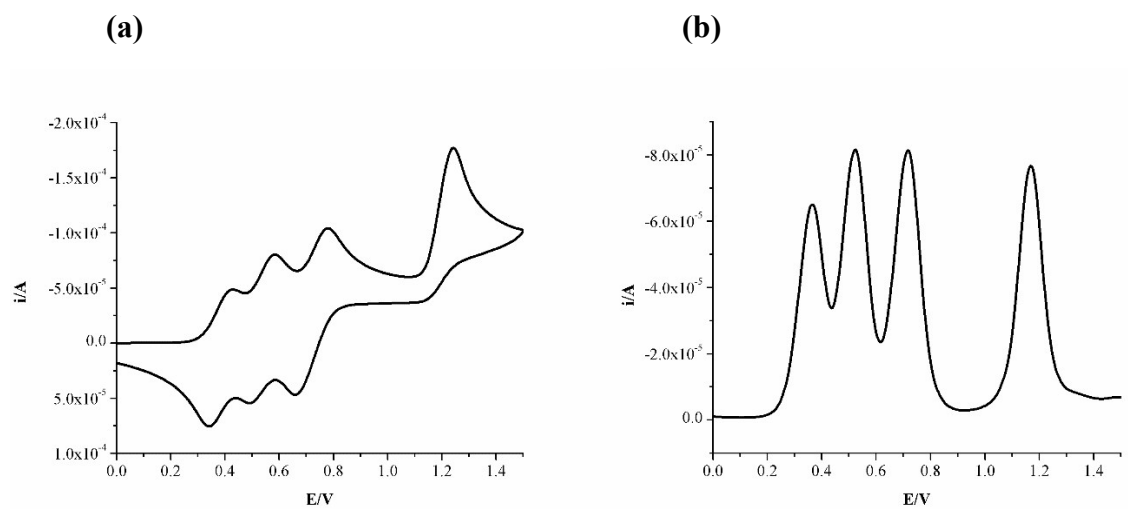 (a)
(b)
-2.0x10⁻⁴
-1.5x10⁻⁴
-1.0x10⁻⁴
-5.0x10⁻⁵
0.0
5.0x10⁻⁵
1.0x10⁻⁴
i/A
0.0 0.2 0.4 0.6 0.8 1.0 1.2 1.4
E/V
-8.0x10⁻⁵
-6.0x10⁻⁵
-4.0x10⁻⁵
-2.0x10⁻⁵
0.0
i/A
0.0 0.2 0.4 0.6 0.8 1.0 1.2 1.4
E/V